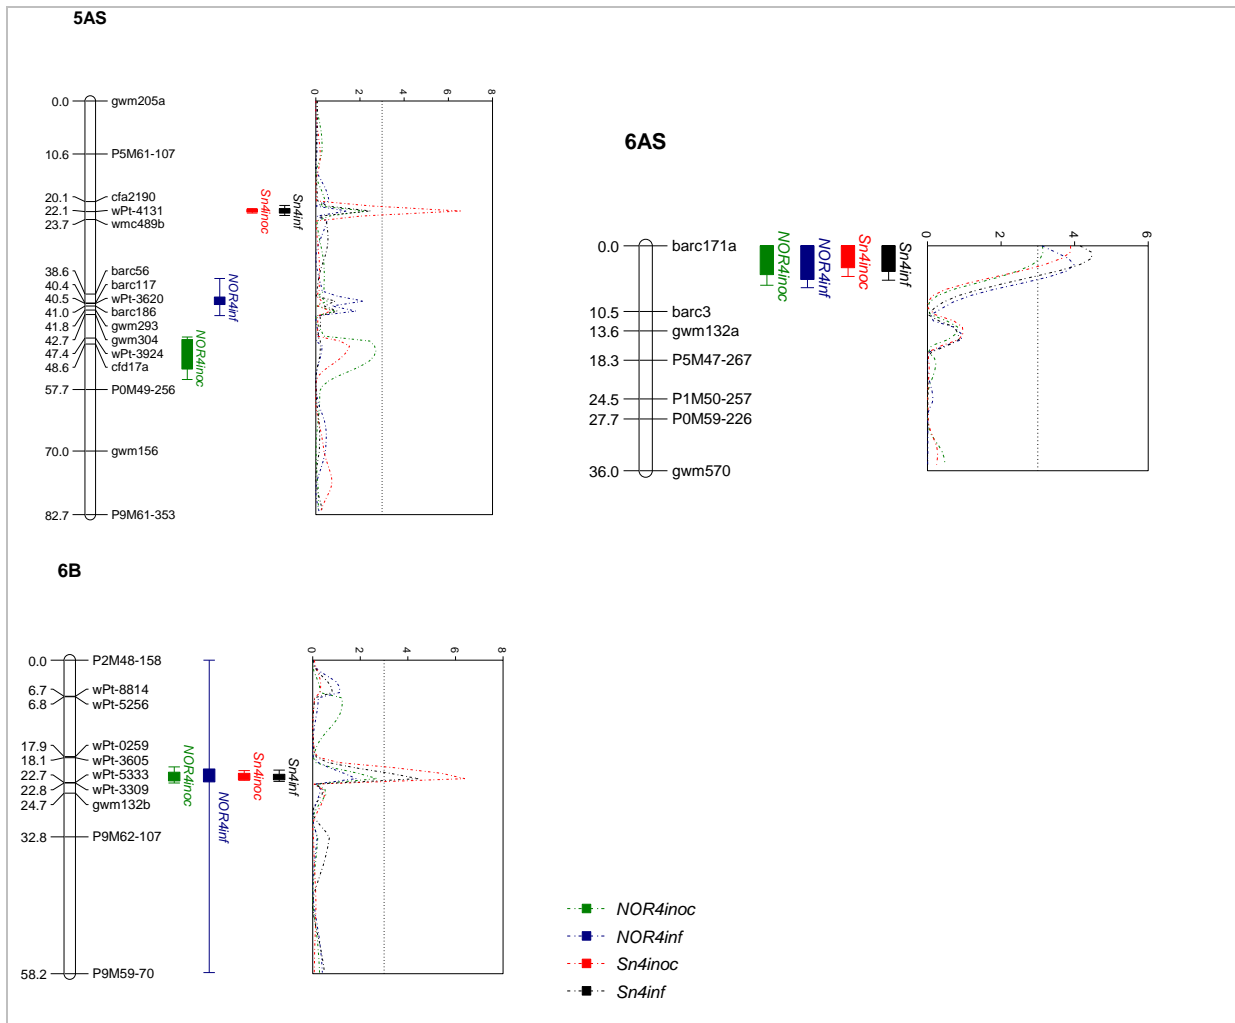 5AS
0 2 4 6 8
0.0 gwm205a
10.6 P5M61-107
20.1 cfa2190
22.1 wPt-4131
23.7 wmc489b
38.6 barc56
40.4 barc117
40.5 wPt-3620
41.0 barc186
41.8 gwm293
42.7 gwm304
47.4 wPt-3924
48.6 cfd17a
57.7 P0M49-256
70.0 gwm156
82.7 P9M61-353
NOR4inoc
NOR4inf
Sn4inoc
Sn4inf
6AS
0 2 4 6
0.0 barc171a
10.5 barc3
13.6 gwm132a
18.3 P5M47-267
24.5 P1M50-257
27.7 P0M59-226
36.0 gwm570
NOR4inoc
NOR4inf
Sn4inoc
Sn4inf
6B
0 2 4 6 8
0.0 P2M48-158
6.7 wPt-8814
6.8 wPt-5256
17.9 wPt-0259
18.1 wPt-3605
22.7 wPt-5333
22.8 wPt-3309
24.7 gwm132b
32.8 P9M62-107
58.2 P9M59-70
NOR4inoc
NOR4inf
Sn4inoc
Sn4inf
NOR4inoc
NOR4inf
Sn4inoc
Sn4inf